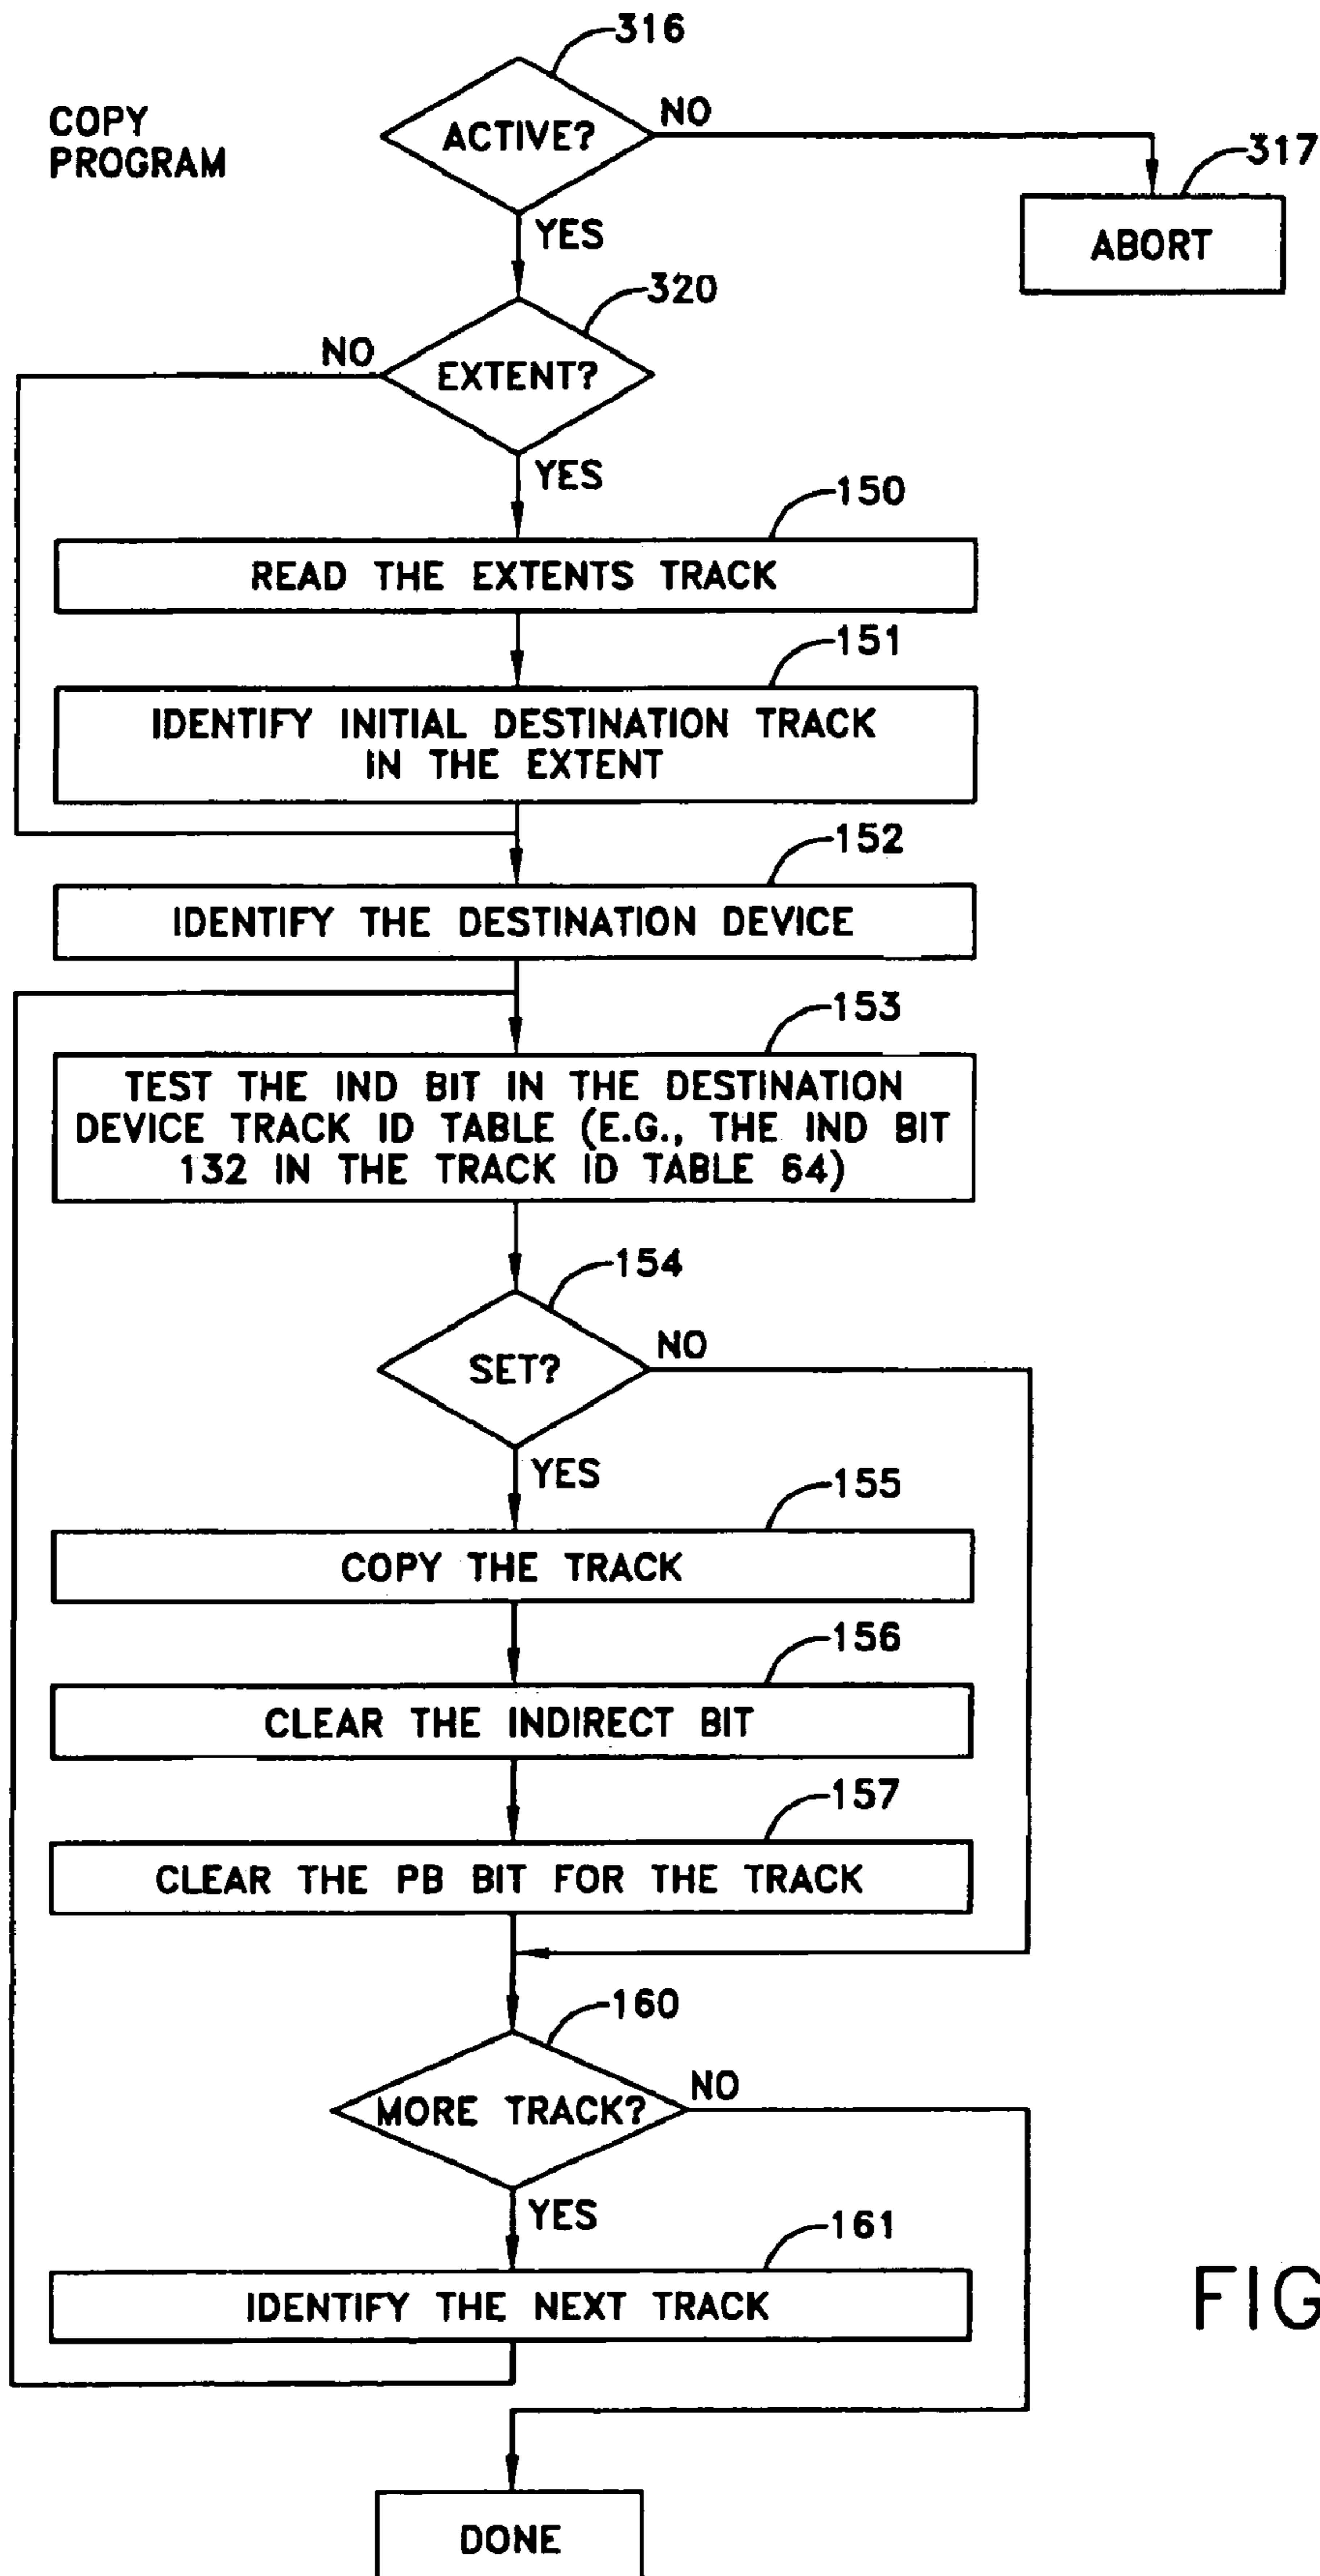 316
COPY
PROGRAM
ACTIVE?
NO
317
ABORT
YES
320
NO
EXTENT?
YES
150
READ THE EXTENTS TRACK
151
IDENTIFY INITIAL DESTINATION TRACK
IN THE EXTENT
152
IDENTIFY THE DESTINATION DEVICE
153
TEST THE IND BIT IN THE DESTINATION
DEVICE TRACK ID TABLE (E.G., THE IND BIT
132 IN THE TRACK ID TABLE 64)
154
SET?
NO
YES
155
COPY THE TRACK
156
CLEAR THE INDIRECT BIT
157
CLEAR THE PB BIT FOR THE TRACK
160
MORE TRACK?
NO
YES
161
IDENTIFY THE NEXT TRACK
FIG
DONE